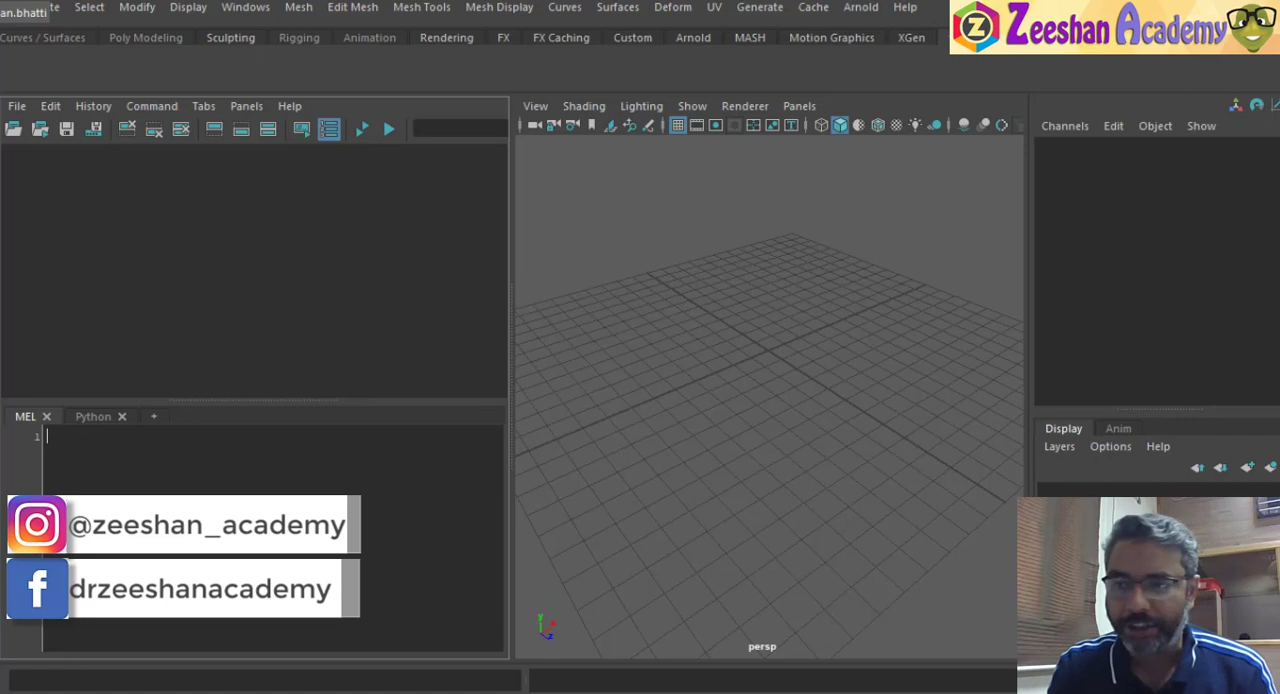 an.bhatti
te Select Modify Display Windows Mesh Edit Mesh Mesh Tools Mesh Display Curves Surfaces Deform UV Generate Cache Arnold Help
Zeeshan Academy
Curves / Surfaces Poly Modeling Sculpting Rigging Animation Rendering FX FX Caching Custom Arnold MASH Motion Graphics XGen
File Edit History Command Tabs Panels Help
View Shading Lighting Show Renderer Panels
Channels Edit Object Show
MEL Python +
1
Display Anim
Layers Options Help
@zeeshan_academy
drzeeshanacademy
y
x
z
persp